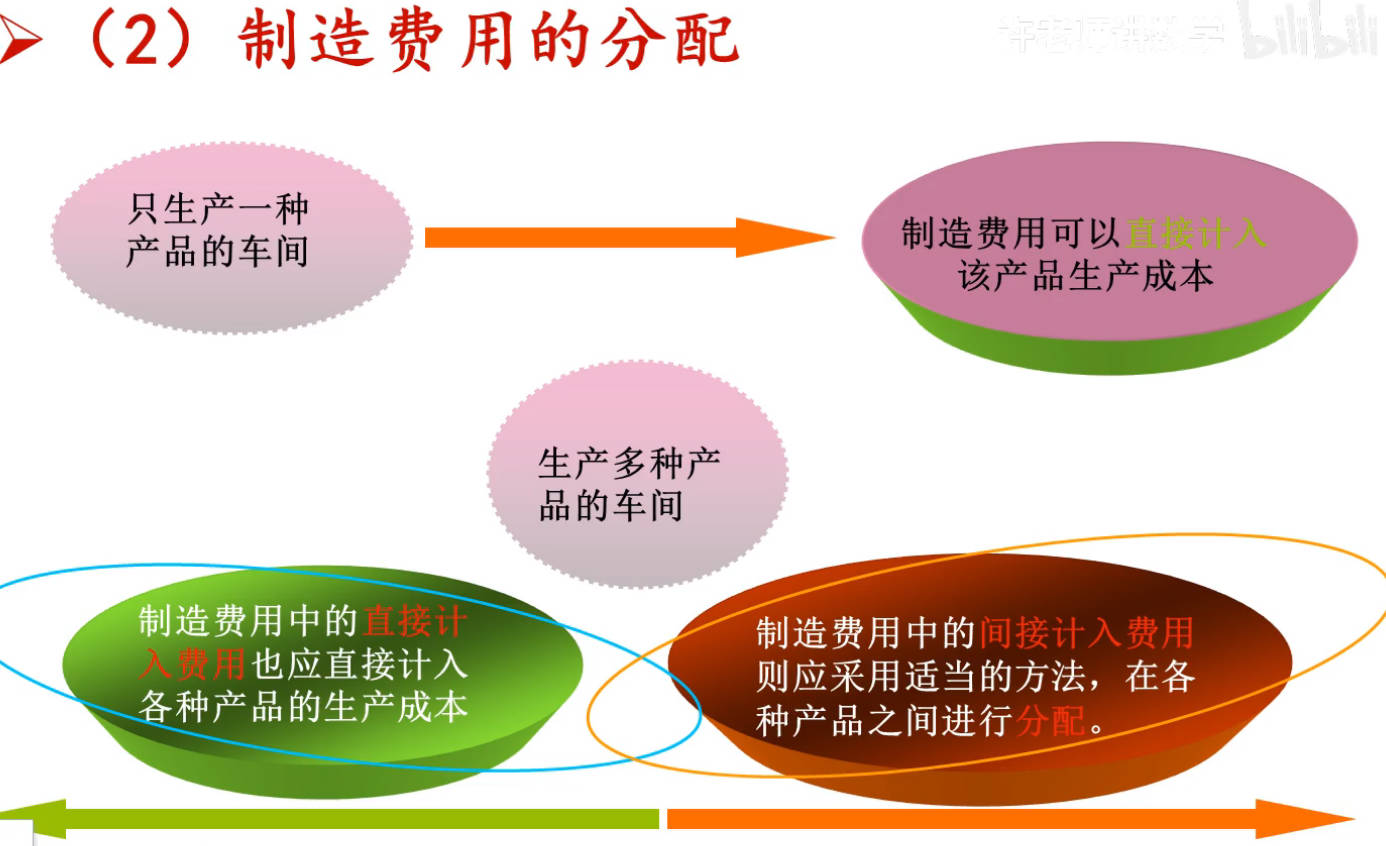 （2）制造费用的分配
bilibili
只生产一种
产品的车间
制造费用可以直接计入
该产品生产成本
生产多种产
品的车间
制造费用中的直接计
入费用也应直接计入
各种产品的生产成本
制造费用中的间接计入费用
则应采用适当的方法，在各
种产品之间进行分配。